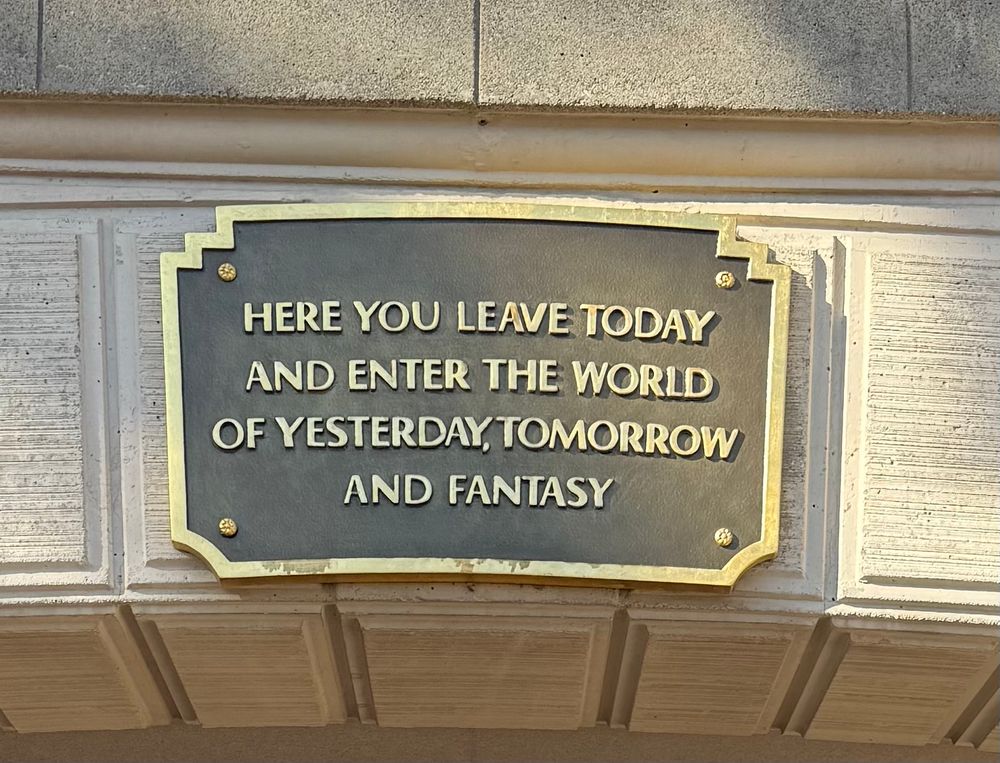 HERE YOU LEAVE TODAY
AND ENTER THE WORLD
OF YESTERDAY, TOMORROW
AND FANTASY